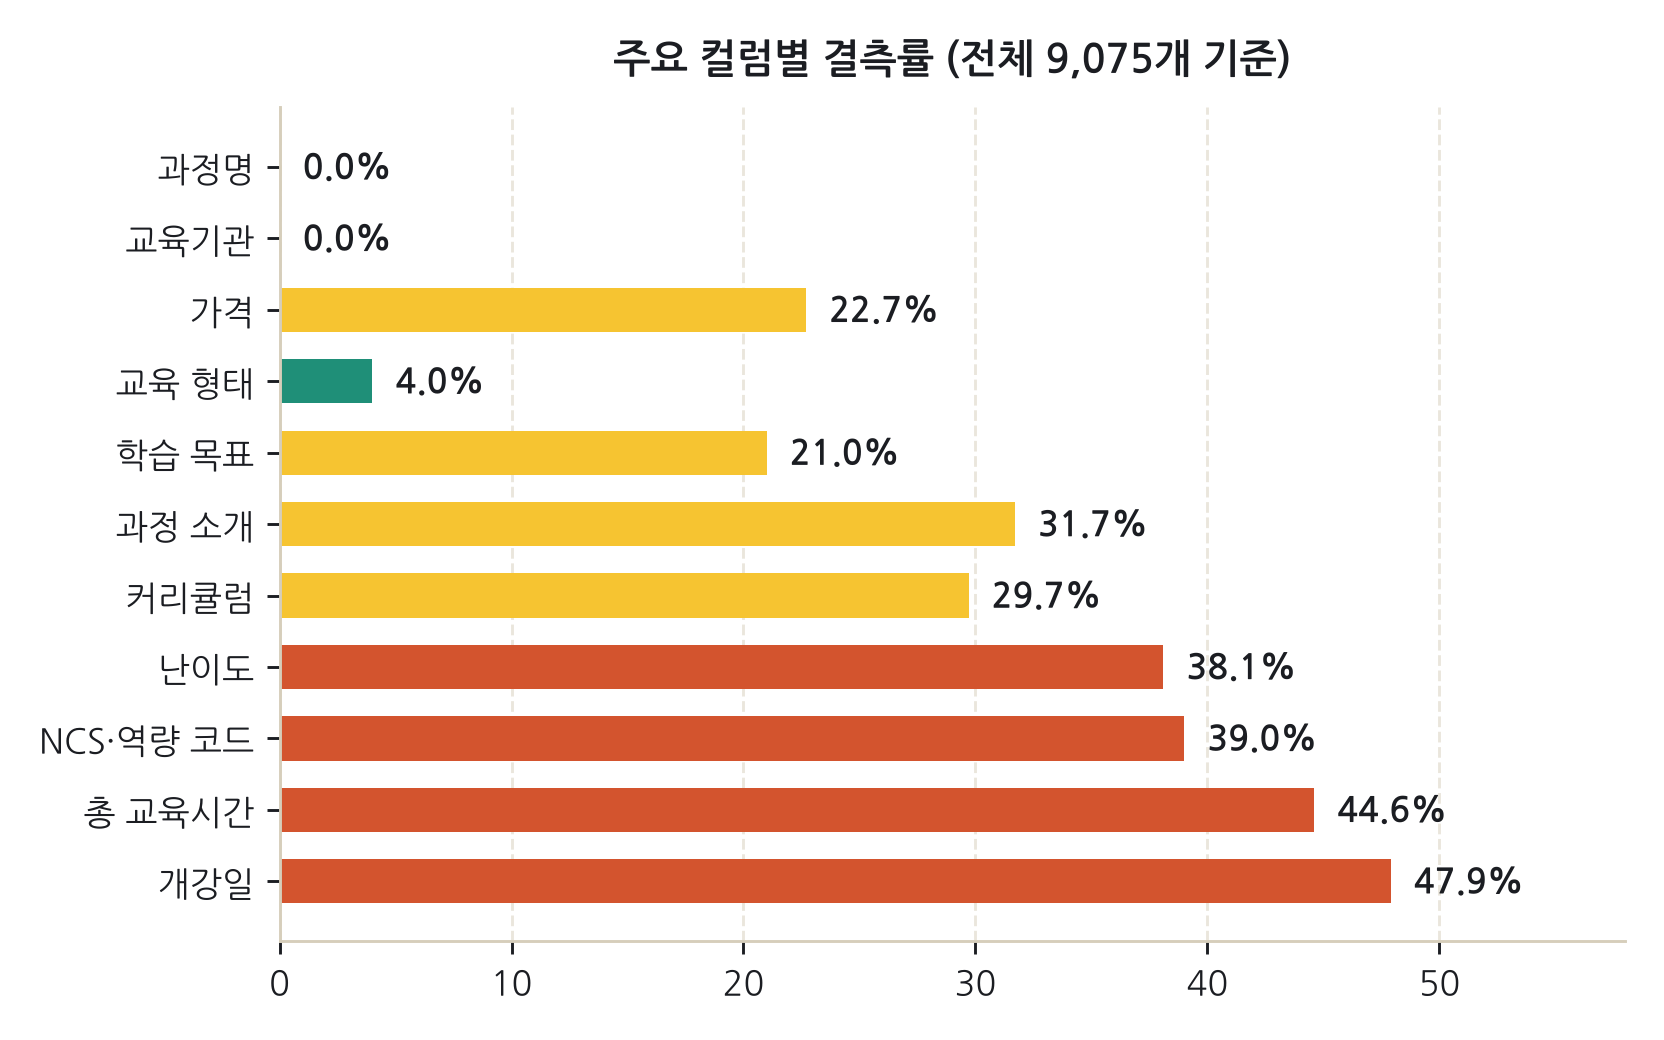 주요 컬럼별 결측률 (전체 9,075개 기준)
과정명 0.0%
교육기관 0.0%
가격 22.7%
교육 형태 4.0%
학습 목표 21.0%
과정 소개 31.7%
커리큘럼 29.7%
난이도 38.1%
NCS·역량 코드 39.0%
총 교육시간 44.6%
개강일 47.9%
0 10 20 30 40 50